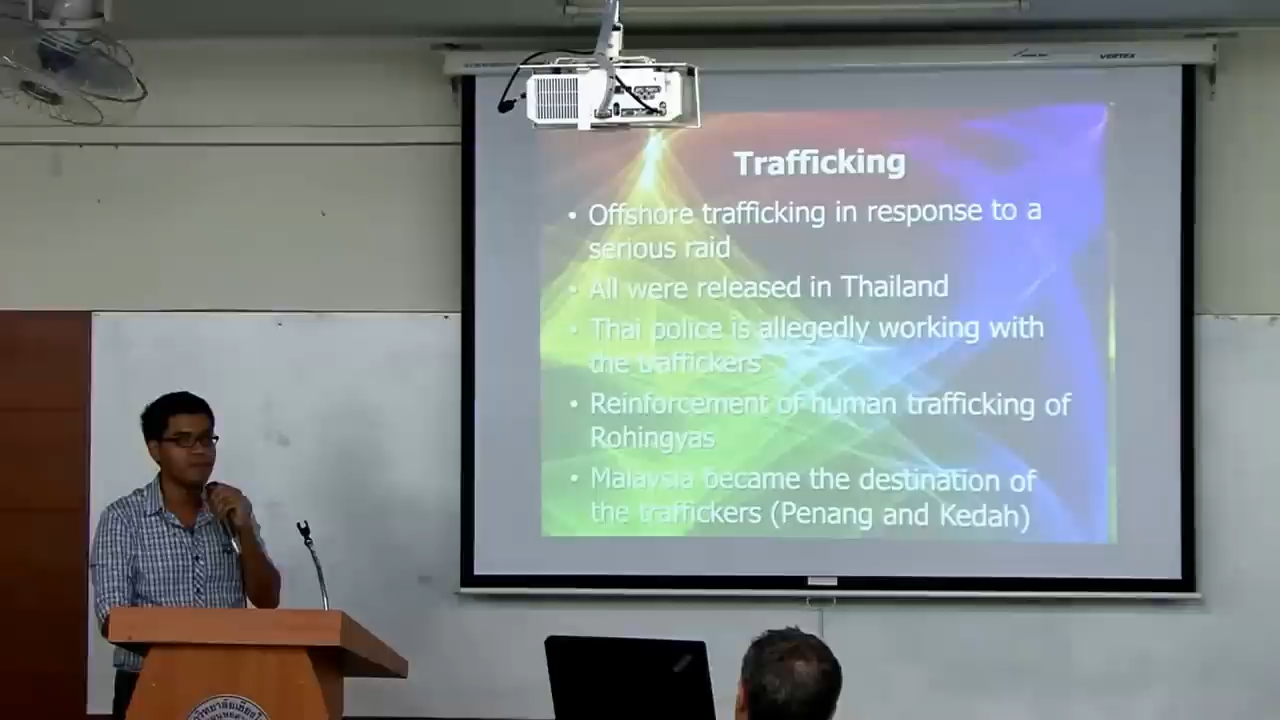 VERTEX
Trafficking
• Offshore trafficking in response to a
serious raid
• All were released in Thailand
• Thai police is allegedly working with
the traffickers
• Reinforcement of human trafficking of
Rohingyas
• Malaysia became the destination of
the traffickers (Penang and Kedah)